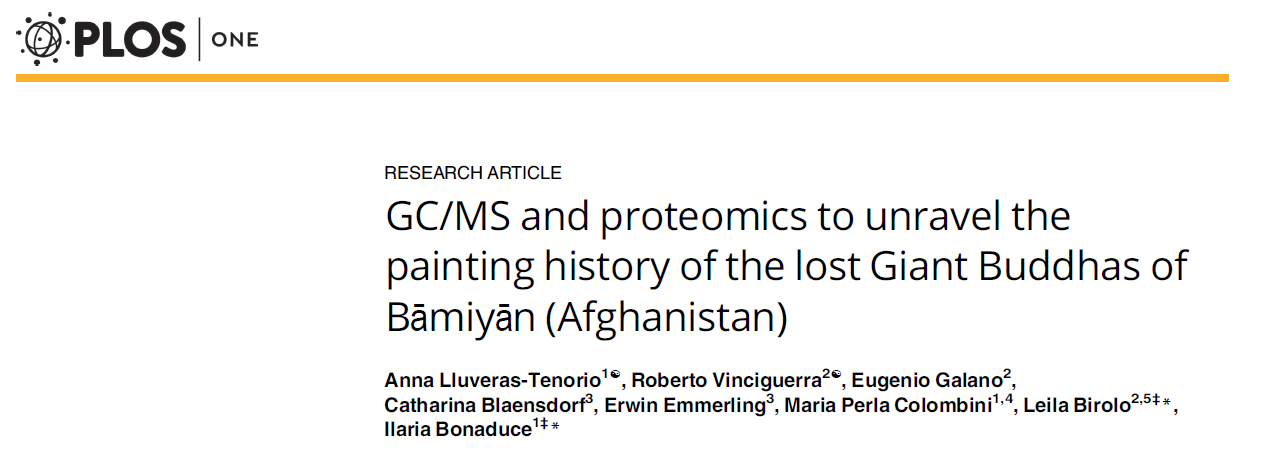 PLOS ONE
RESEARCH ARTICLE
GC/MS and proteomics to unravel the
painting history of the lost Giant Buddhas of
Bāmiyān (Afghanistan)
Anna Lluveras-Tenorio1☯, Roberto Vinciguerra2☯, Eugenio Galano2,
Catharina Blaensdorf3, Erwin Emmerling3, Maria Perla Colombini1,4, Leila Birolo2,5‡*,
Ilaria Bonaduce1‡*